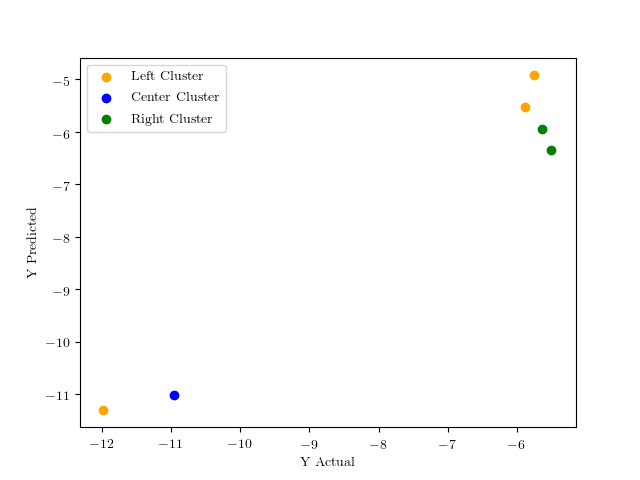 Left Cluster
Center Cluster
Right Cluster
−5
−6
−7
−8
−9
−10
−11
Y Predicted
−12 −11 −10 −9 −8 −7 −6
Y Actual